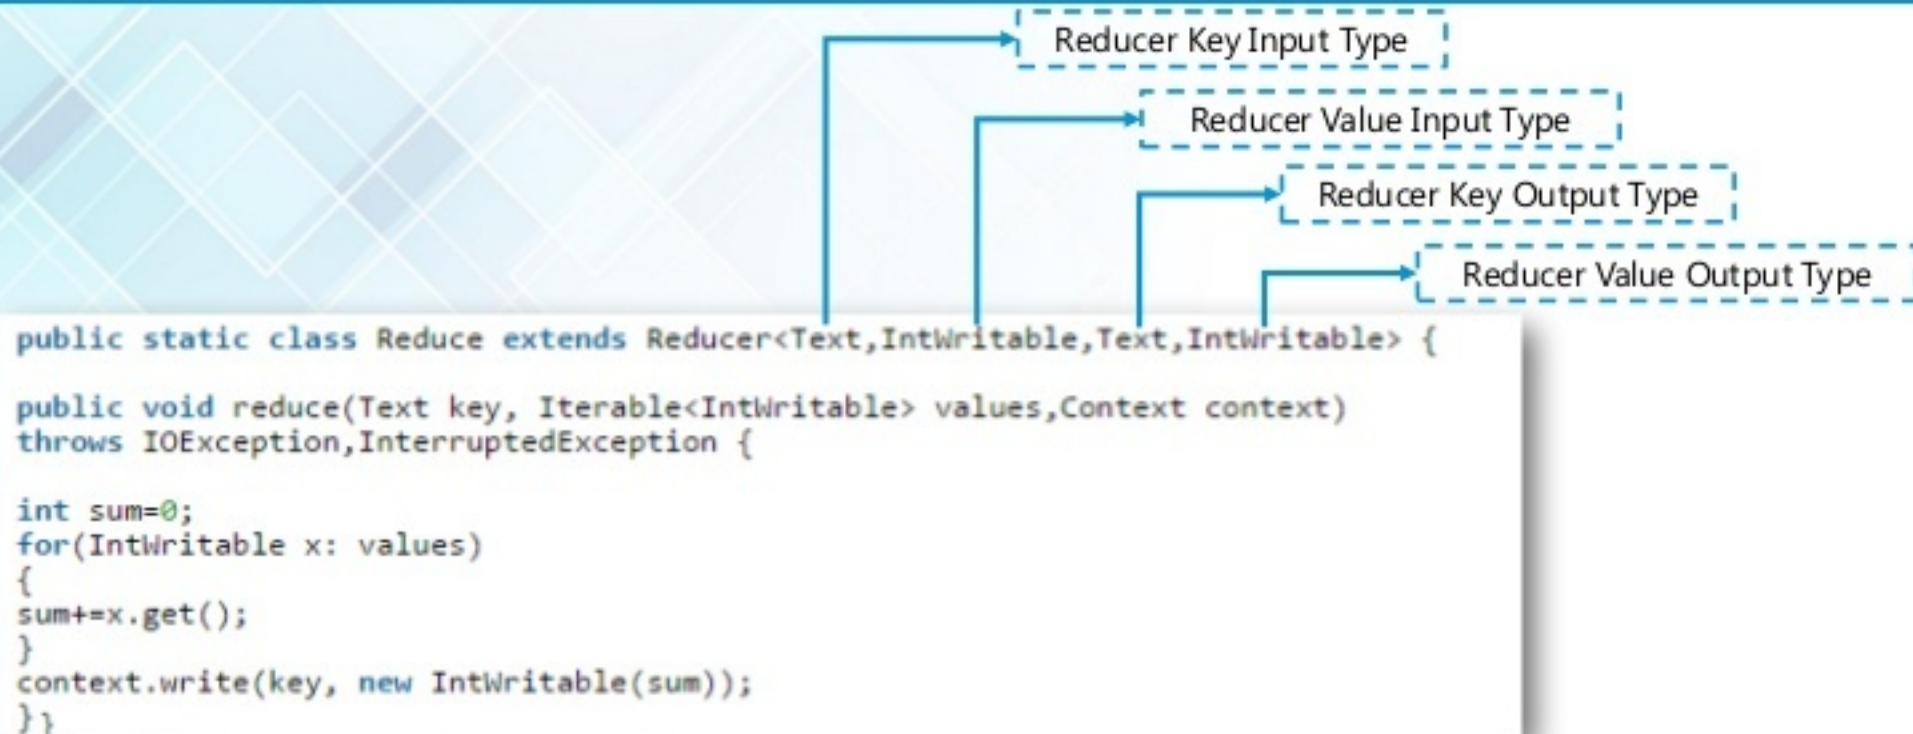 Reducer Key Input Type
Reducer Value Input Type
Reducer Key Output Type
Reducer Value Output Type
public static class Reduce extends Reducer<Text,IntWritable,Text,IntWritable> {
public void reduce(Text key, Iterable<IntWritable> values,Context context)
throws IOException,InterruptedException {
int sum=0;
for(IntWritable x: values)
{
sum+=x.get();
}
context.write(key, new IntWritable(sum));
}}